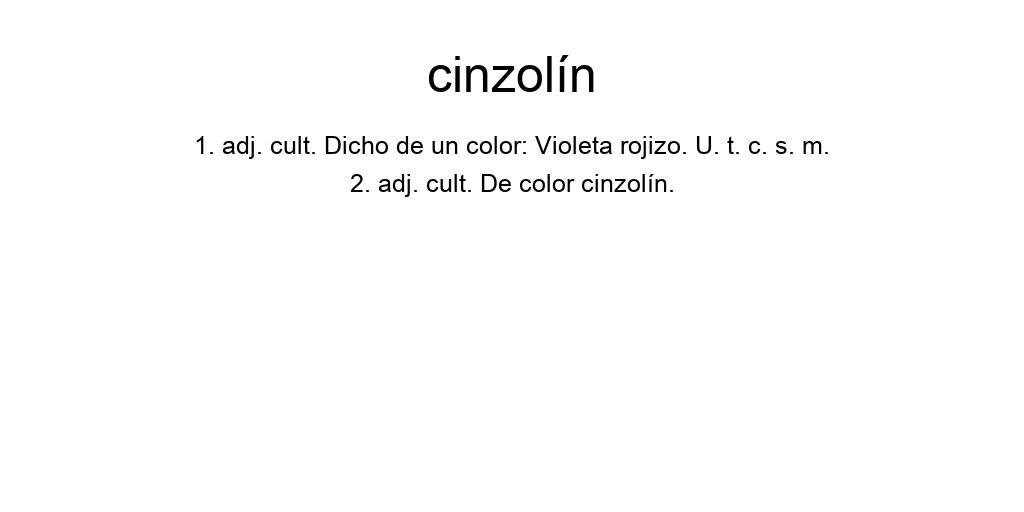 cinzolín
1. adj. cult. Dicho de un color: Violeta rojizo. U. t. c. s. m.
2. adj. cult. De color cinzolín.